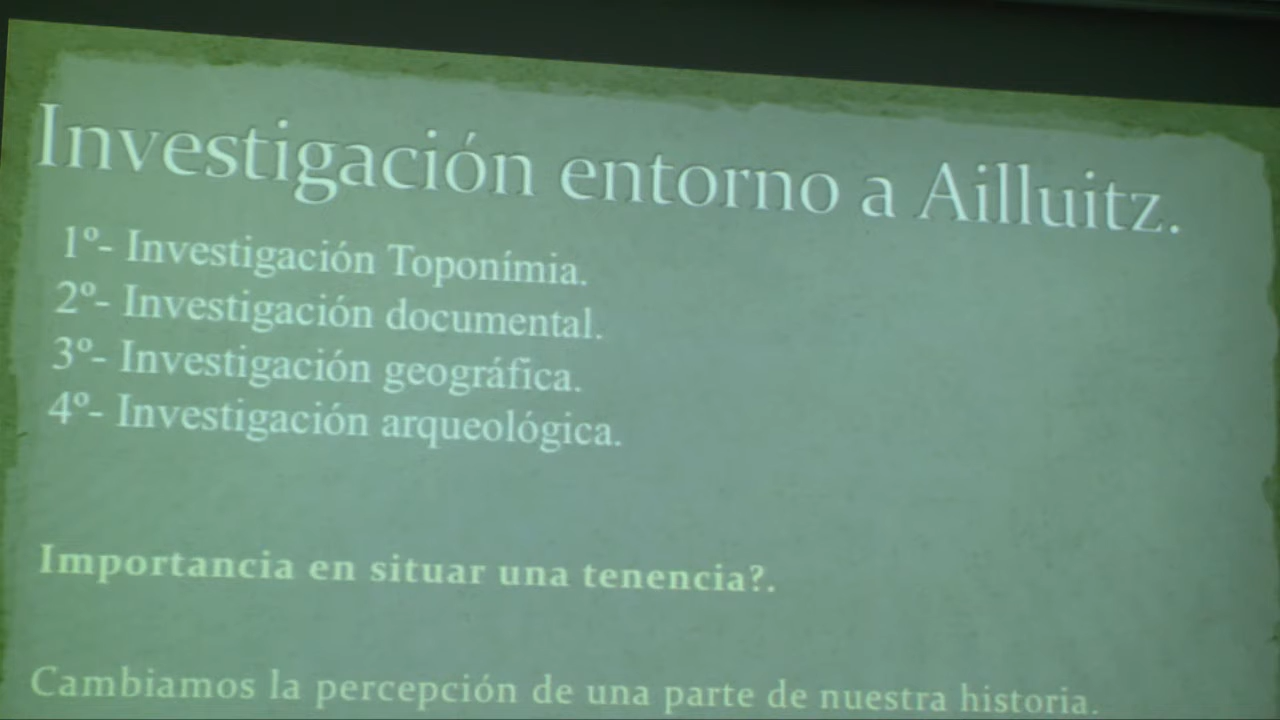 Investigación entorno a Ailluitz.
1º- Investigación Toponímia.
2º- Investigación documental.
3º- Investigación geográfica.
4º- Investigación arqueológica.
Importancia en situar una tenencia?.
Cambiamos la percepción de una parte de nuestra historia.